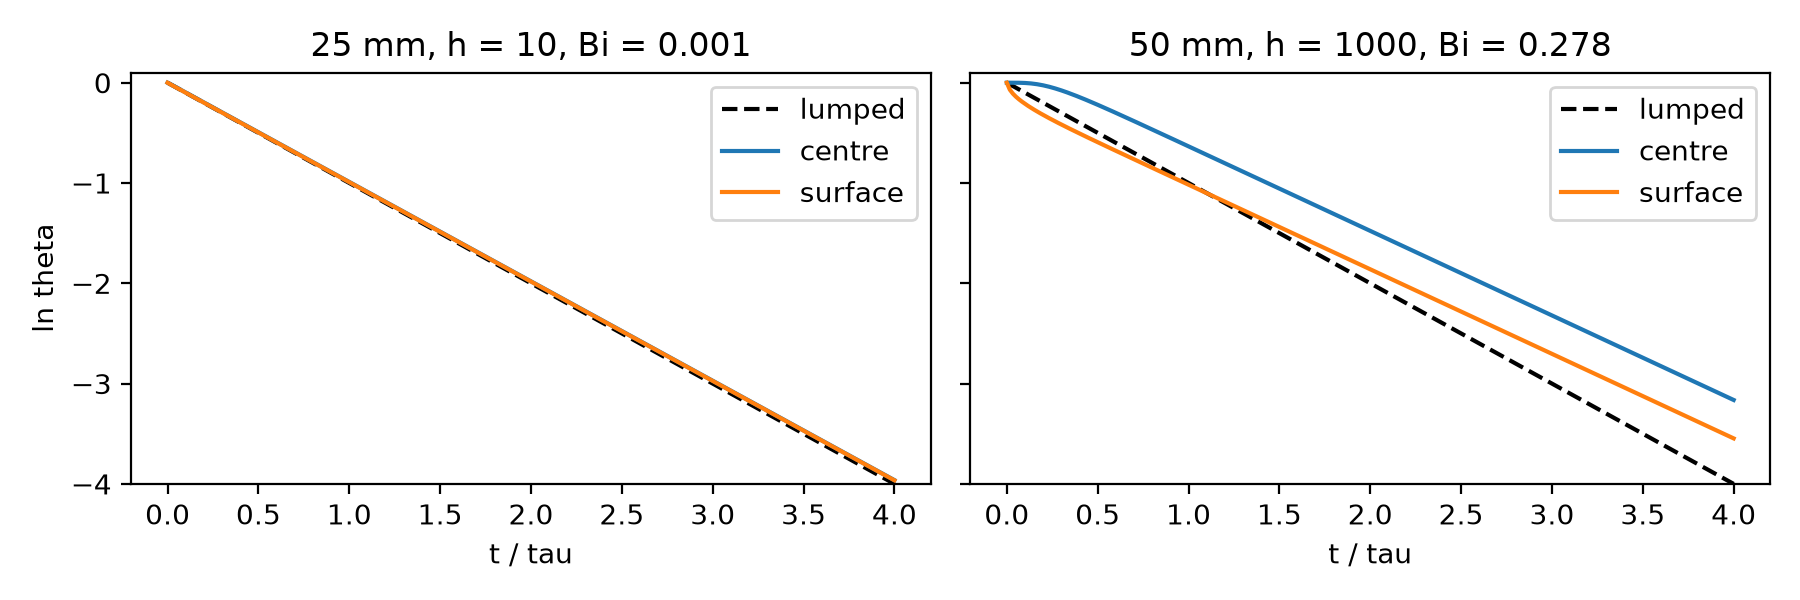 25 mm, h = 10, Bi = 0.001
lumped
centre
surface
ln theta
0
−1
−2
−3
−4
0.0 0.5 1.0 1.5 2.0 2.5 3.0 3.5 4.0
t / tau
50 mm, h = 1000, Bi = 0.278
lumped
centre
surface
0.0 0.5 1.0 1.5 2.0 2.5 3.0 3.5 4.0
t / tau